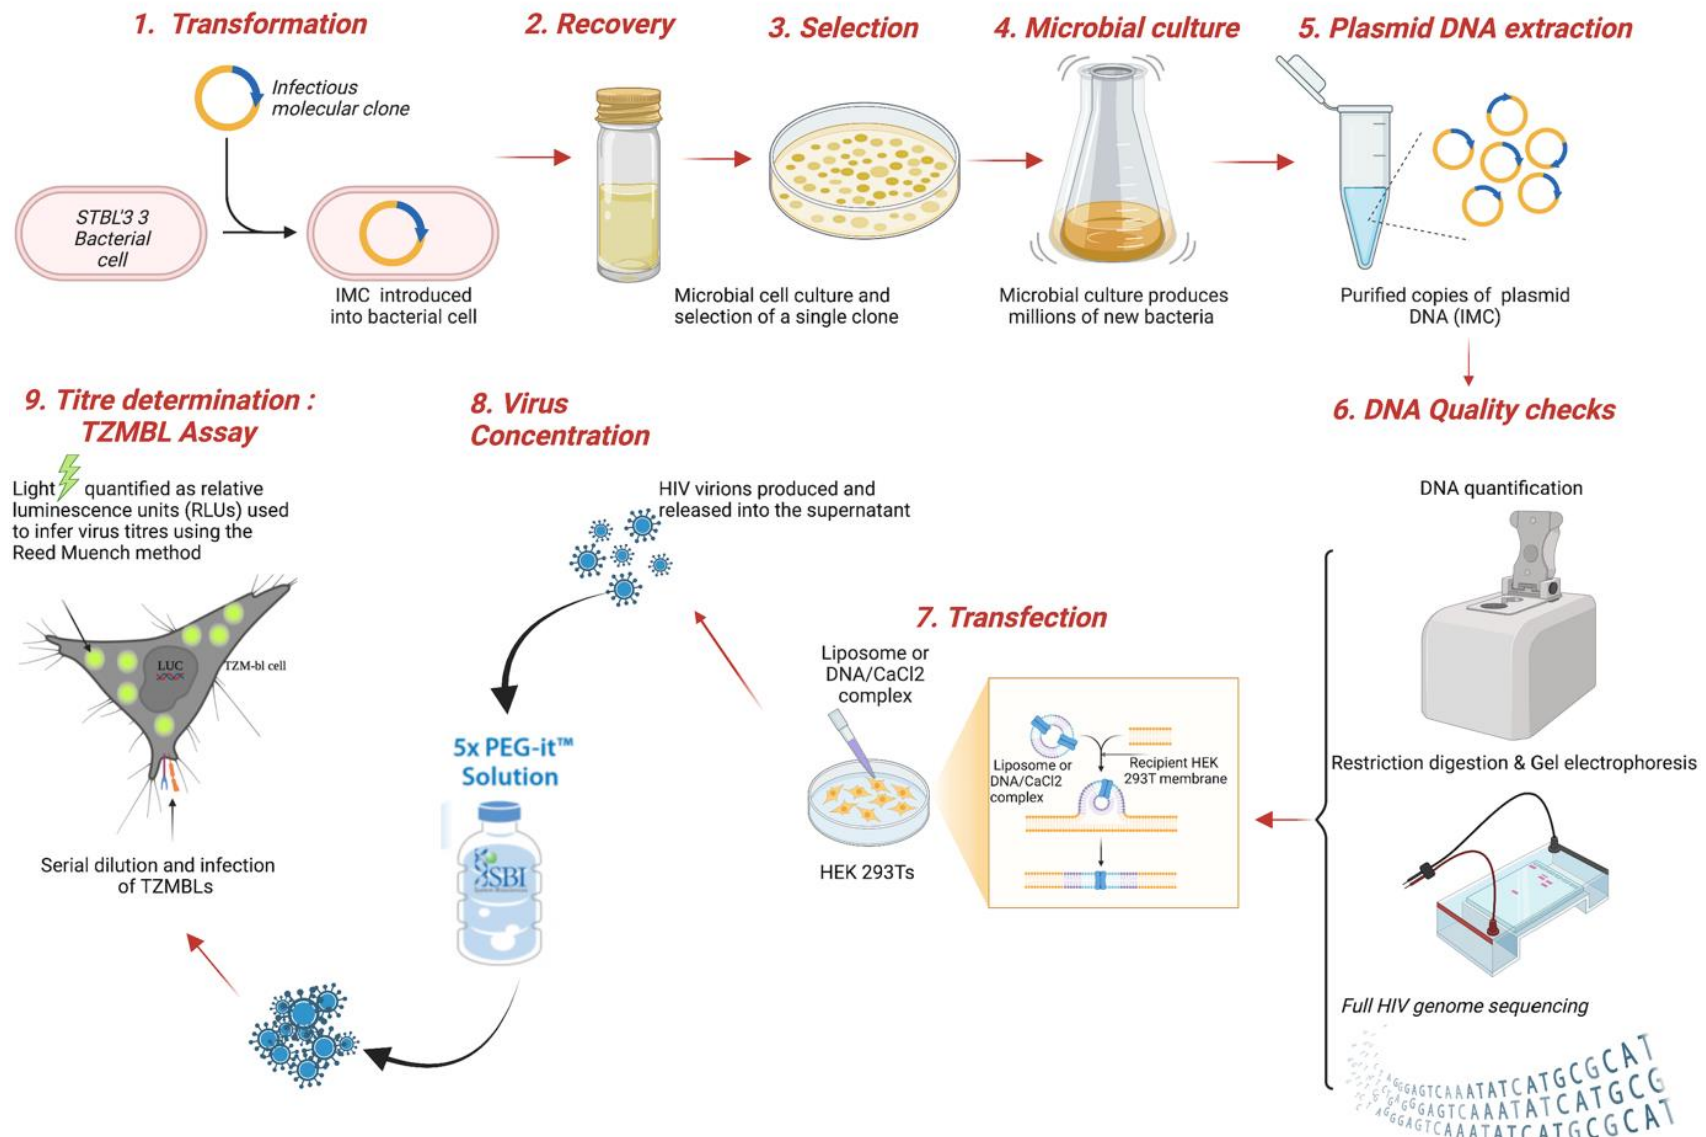 1. Transformation
Infectious
molecular clone
STBL'3 3
Bacterial
cell
IMC introduced
into bacterial cell
2. Recovery
3. Selection
Microbial cell culture and
selection of a single clone
4. Microbial culture
Microbial culture produces
millions of new bacteria
5. Plasmid DNA extraction
Purified copies of plasmid
DNA (IMC)
6. DNA Quality checks
DNA quantification
Restriction digestion & Gel electrophoresis
Full HIV genome sequencing
GGGAGTCAAATATCATGCGCAT
GGGAGTCAAATATCATGCG
AGGGAGTCAAATATCATGCGCAT
7. Transfection
Liposome or
DNA/CaCl2
complex
HEK 293Ts
Liposome or
DNA/CaCl2
complex
Recipient HEK
293T membrane
8. Virus
Concentration
HIV virions produced and
released into the supernatant
5x PEG-it™
Solution
SBI
9. Titre determination :
TZMBL Assay
Light quantified as relative
luminescence units (RLUs) used
to infer virus titres using the
Reed Muench method
LUC
TZM-bl cell
Serial dilution and infection
of TZMBLs